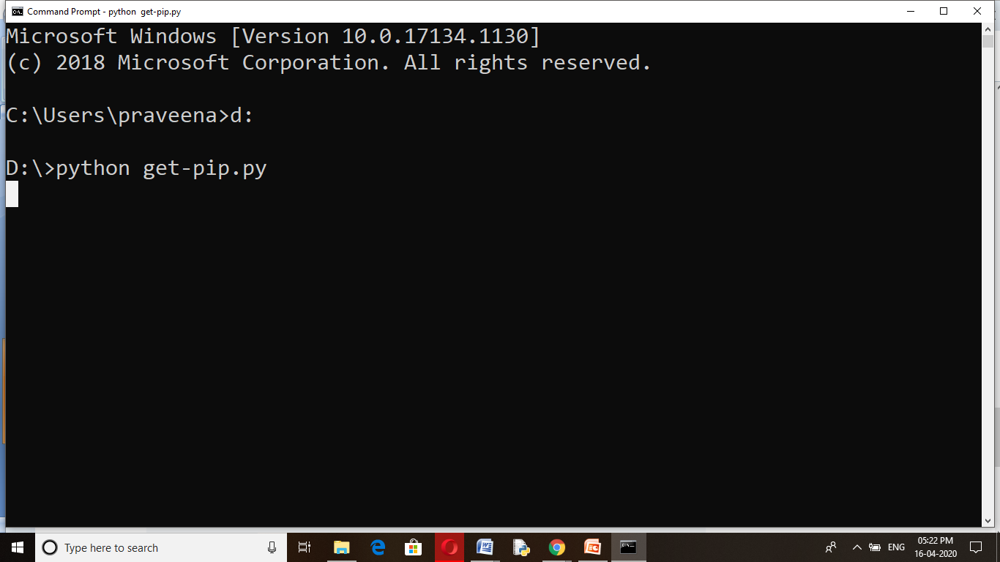 Command Prompt - python  get-pip.py
Microsoft Windows [Version 10.0.17134.1130]
(c) 2018 Microsoft Corporation. All rights reserved.
C:\Users\praveena>d:
D:\>python get-pip.py
Type here to search
ENG
05:22 PM
16-04-2020